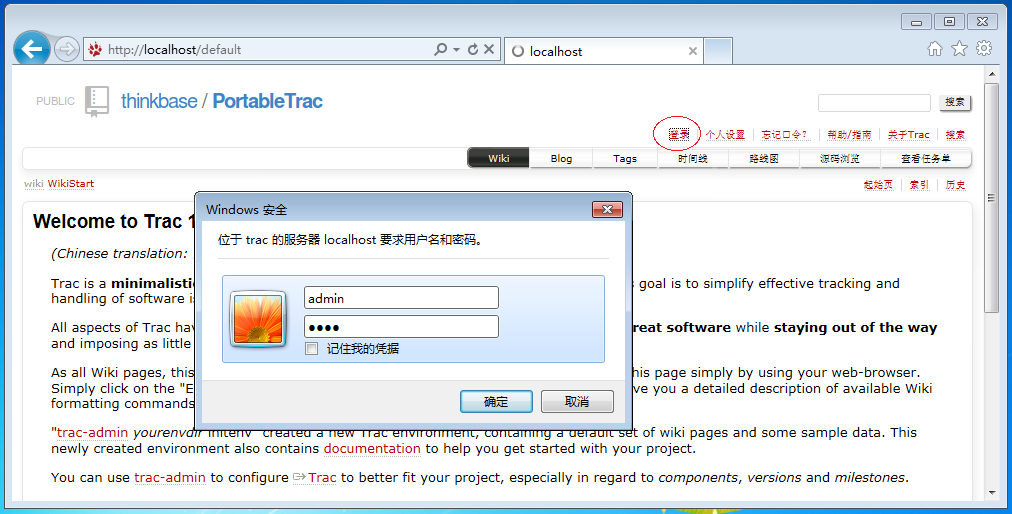 http://localhost/default
localhost
PUBLIC
thinkbase / PortableTrac
搜索
登录 个人设置 忘记口令? 帮助/指南 关于Trac 搜索
Wiki Blog Tags 时间线 路线图 源码浏览 查看任务单
wiki WikiStart
起始页 索引 历史
Welcome to Trac 1
(Chinese translation:
Trac is a minimalisti
s goal is to simplify effective tracking and
handling of software is
All aspects of Trac hav
reat software while staying out of the way
and imposing as little
As all Wiki pages, this
his page simply by using your web-browser.
Simply click on the "E
ve you a detailed description of available Wiki
formatting commands
"trac-admin yourenvdir initenv" created a new Trac environment, containing a default set of wiki pages and some sample data. This
newly created environment also contains documentation to help you get started with your project.
You can use trac-admin to configure Trac to better fit your project, especially in regard to components, versions and milestones.
Windows 安全
位于 trac 的服务器 localhost 要求用户名和密码。
admin
●●●●
记住我的凭据
确定
取消